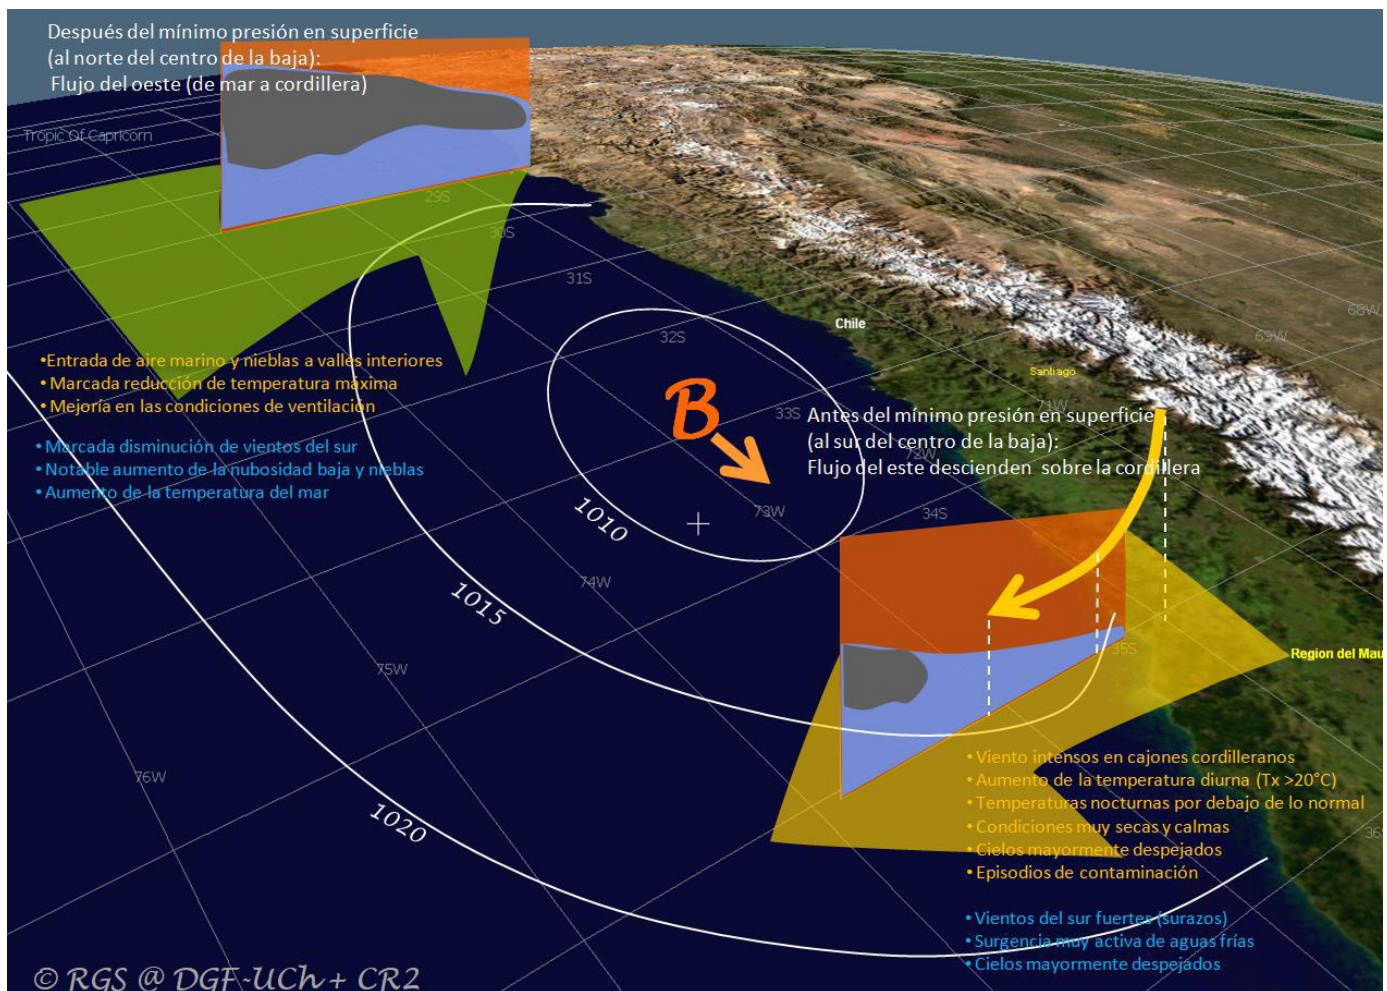 Después del mínimo presión en superficie
(al norte del centro de la baja):
Flujo del oeste (de mar a cordillera)
Tropic Of Capricorn
29S
30S
31S
32S
33S
34S
35S
68W
69W
71W
72W
73W
74W
75W
76W
Chile
Santiago
B
1010
1015
1020
•Entrada de aire marino y nieblas a valles interiores
•Marcada reducción de temperatura máxima
•Mejoría en las condiciones de ventilación
• Marcada disminución de vientos del sur
• Notable aumento de la nubosidad baja y nieblas
• Aumento de la temperatura del mar
Antes del mínimo presión en superficie
(al sur del centro de la baja):
Flujo del este descienden sobre la cordillera
Region del Mau
• Viento intensos en cajones cordilleranos
• Aumento de la temperatura diurna (Tx >20°C)
• Temperaturas nocturnas por debajo de lo normal
• Condiciones muy secas y calmas
• Cielos mayormente despejados
• Episodios de contaminación
36S
• Vientos del sur fuertes (surazos)
• Surgencia muy activa de aguas frías
• Cielos mayormente despejados
© RGS @ DGF-UCh + CR2